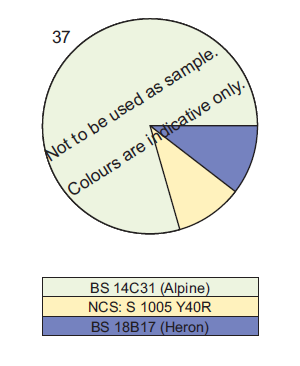 37
Not to be used as sample.
Colours are indicative only.
BS 14C31 (Alpine)
NCS: S 1005 Y40R
BS 18B17 (Heron)